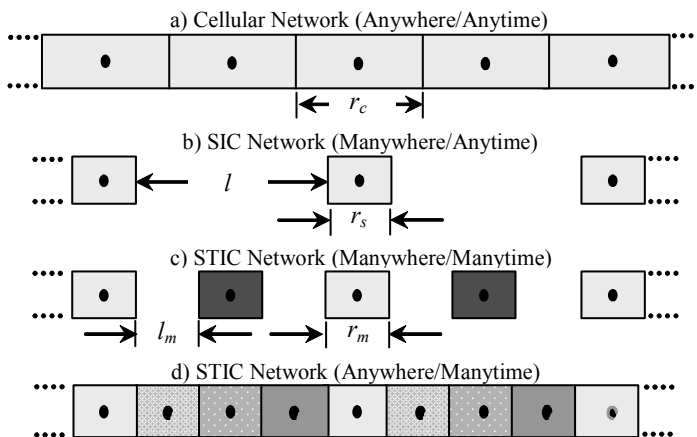 a) Cellular Network (Anywhere/Anytime)
r_c
b) SIC Network (Manywhere/Anytime)
l
r_s
c) STIC Network (Manywhere/Manytime)
l_m
r_m
d) STIC Network (Anywhere/Manytime)